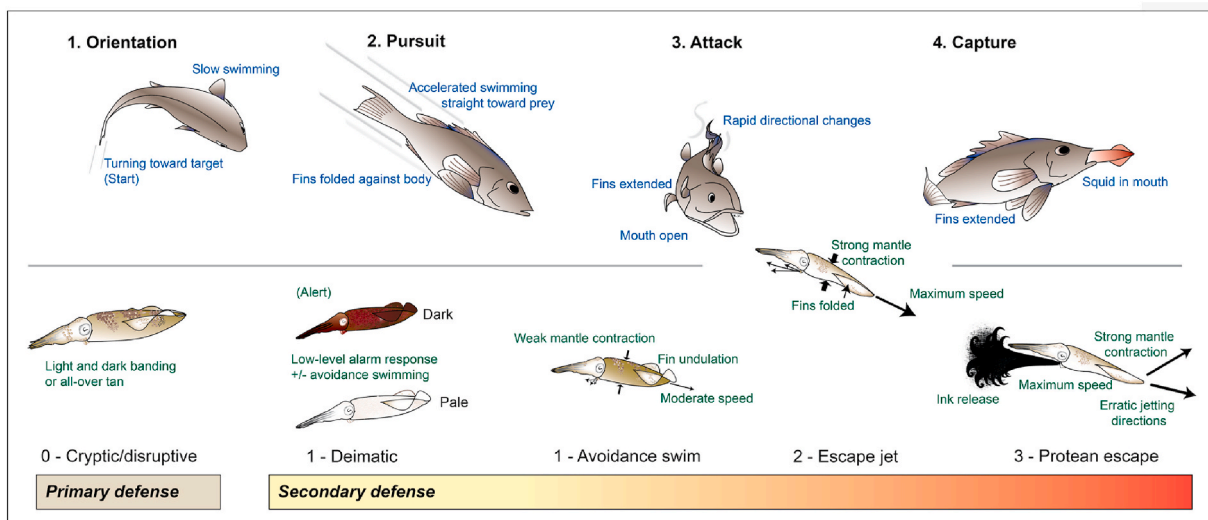 1. Orientation
2. Pursuit
3. Attack
4. Capture
Slow swimming
Turning toward target
(Start)
Accelerated swimming
straight toward prey
Fins folded against body
Rapid directional changes
Fins extended
Mouth open
Squid in mouth
Fins extended
Light and dark banding
or all-over tan
(Alert)
Dark
Low-level alarm response
+/- avoidance swimming
Pale
Weak mantle contraction
Fin undulation
Moderate speed
Strong mantle
contraction
Fins folded
Maximum speed
Strong mantle
contraction
Maximum speed
Ink release
Erratic jetting
directions
0 - Cryptic/disruptive
1 - Deimatic
1 - Avoidance swim
2 - Escape jet
3 - Protean escape
Primary defense
Secondary defense